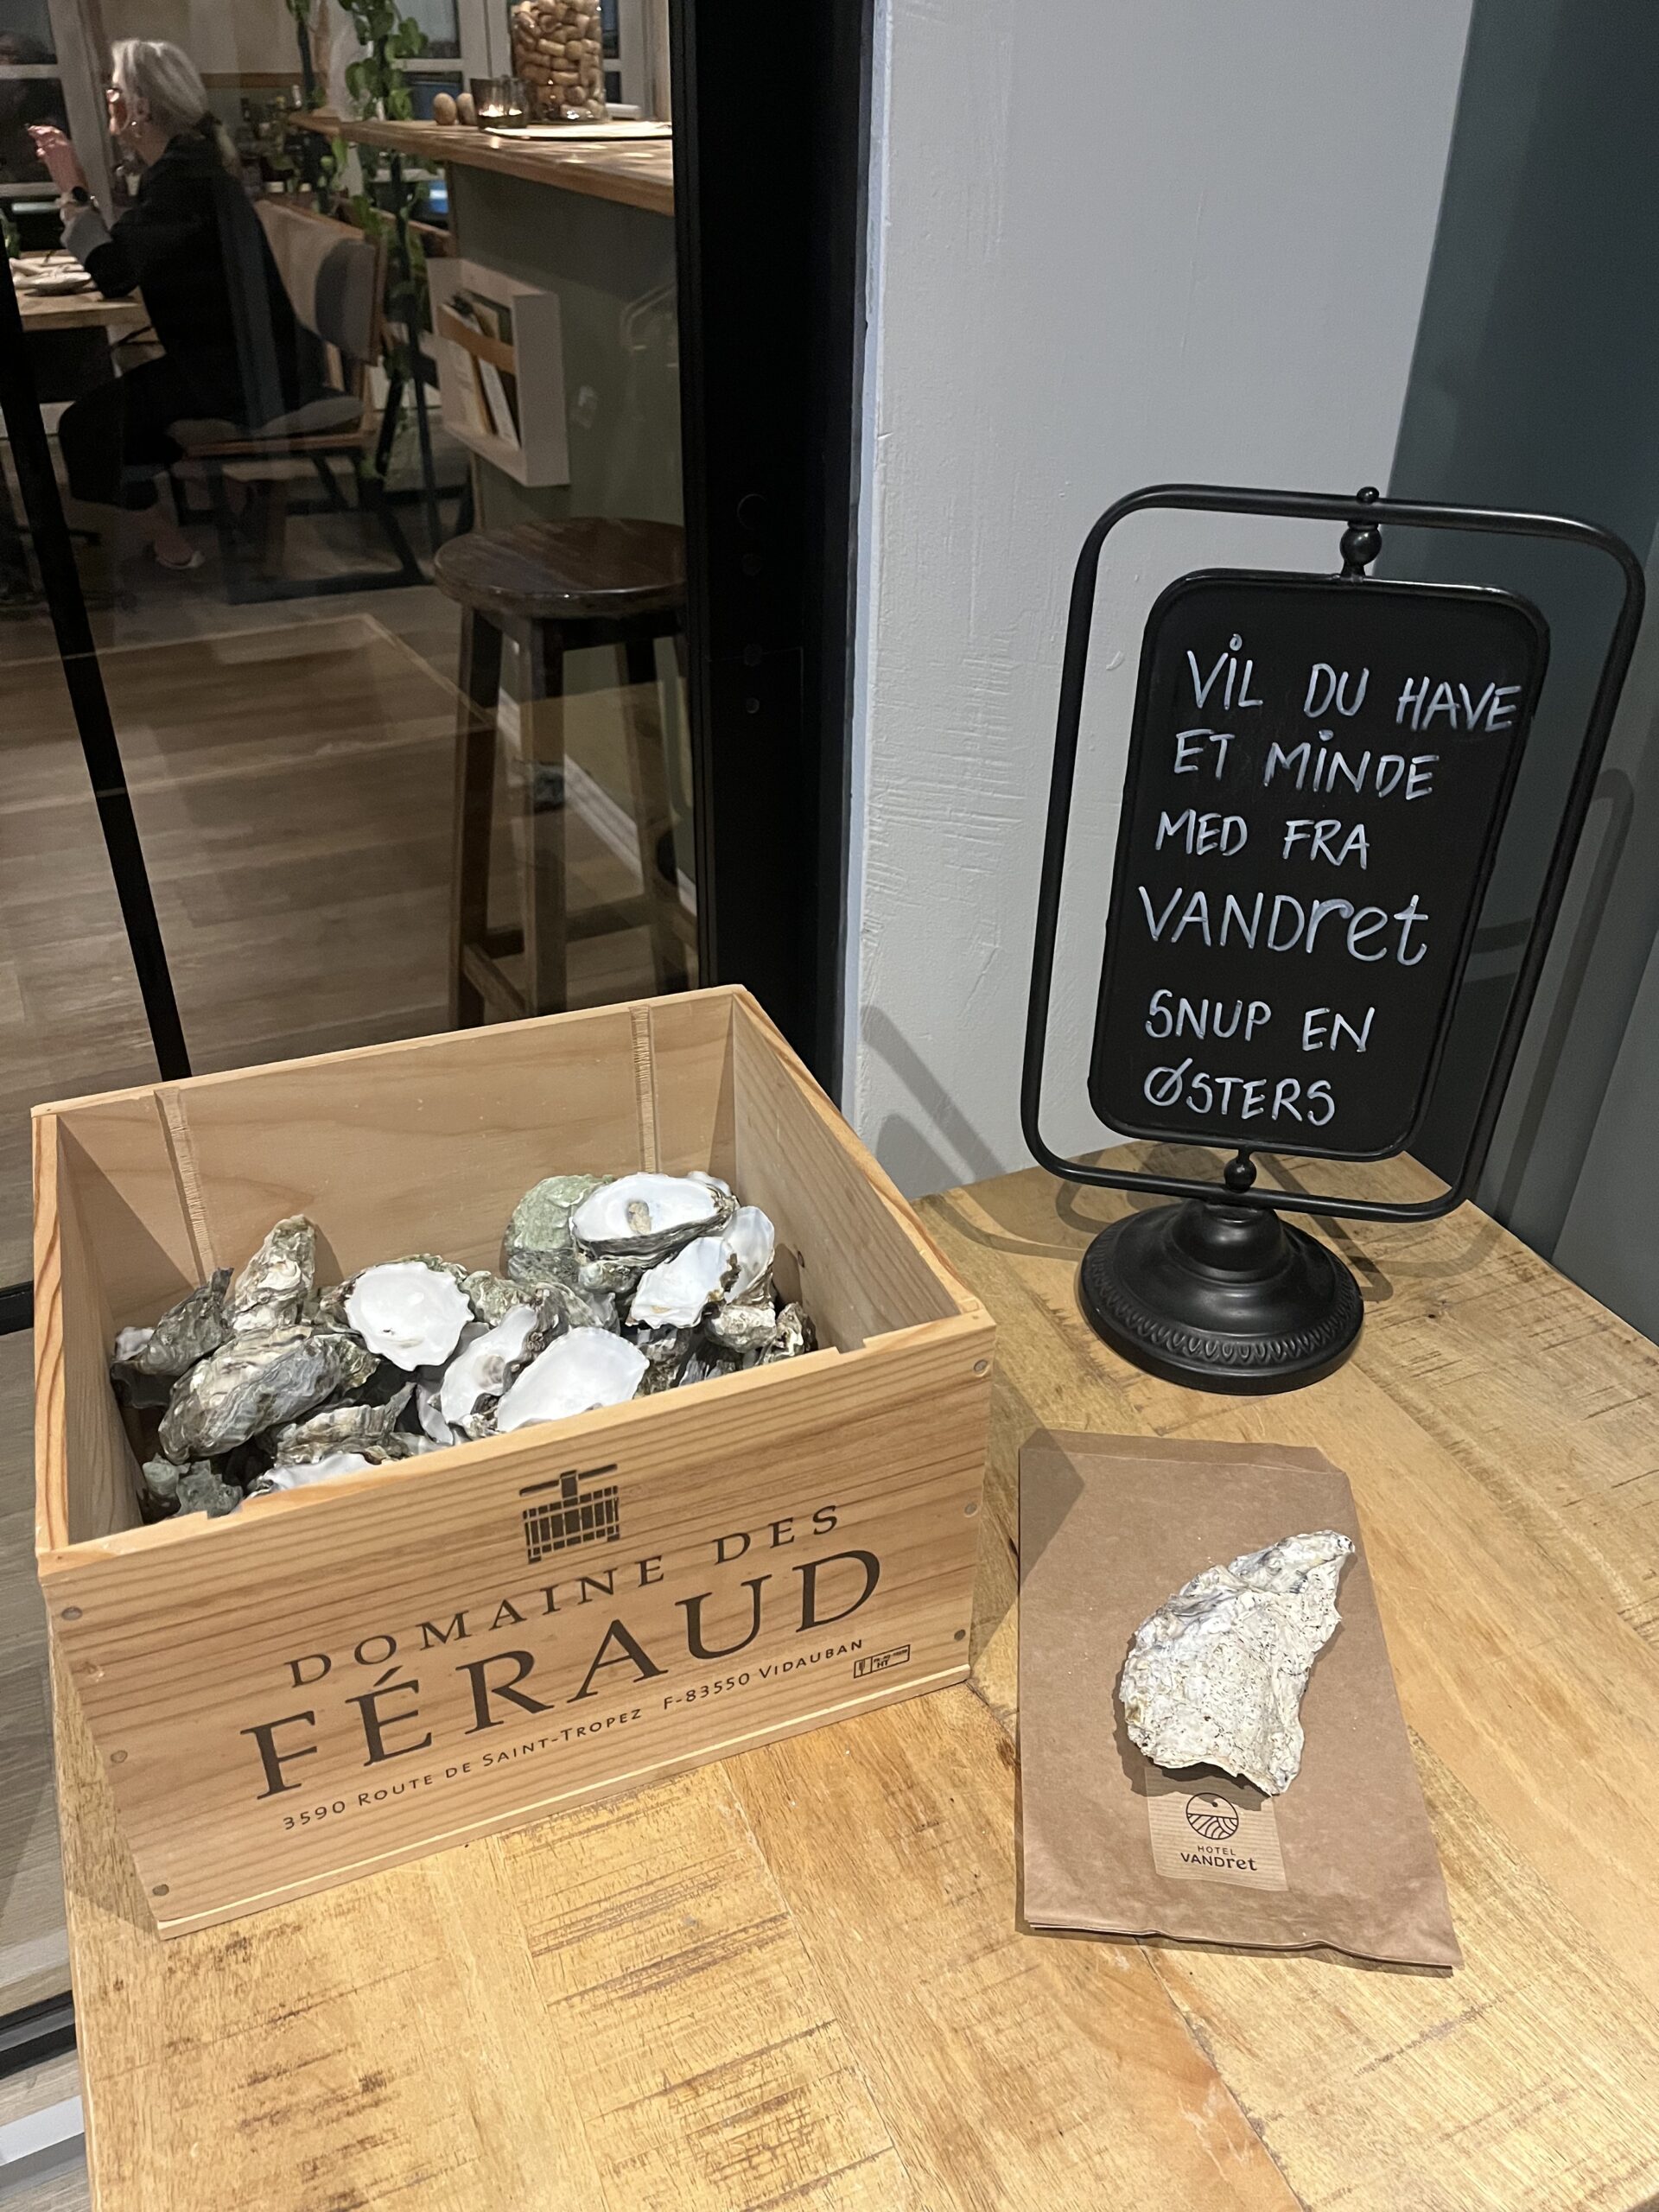 VIL DU HAVE
ET MINDE
MED FRA
VANDret
SNUP EN
ØSTERS
DOMAINE DES
FÉRAUD
3590 ROUTE DE SAINT-TROPEZ F-83550 VIDAUBAN
HOTEL
VANDret